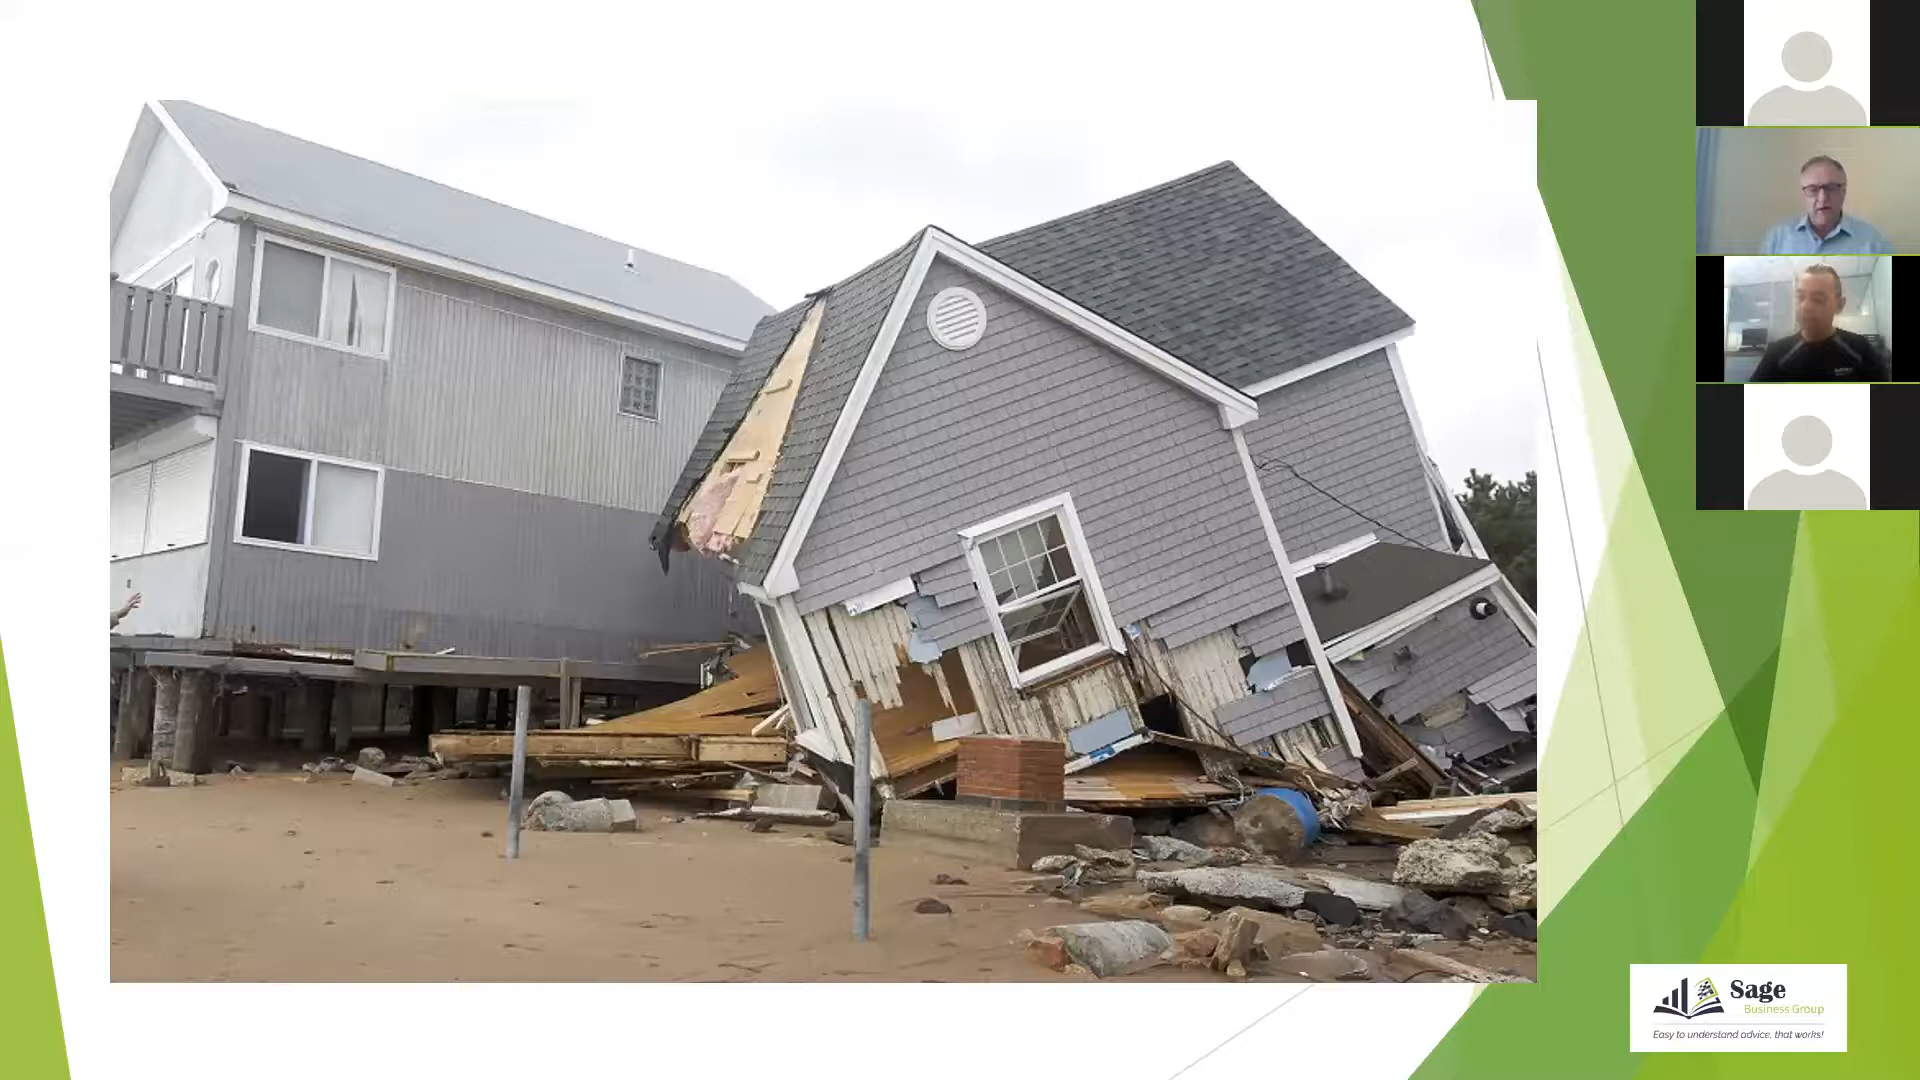 Sage
Business Group
Easy to understand advice, that works!